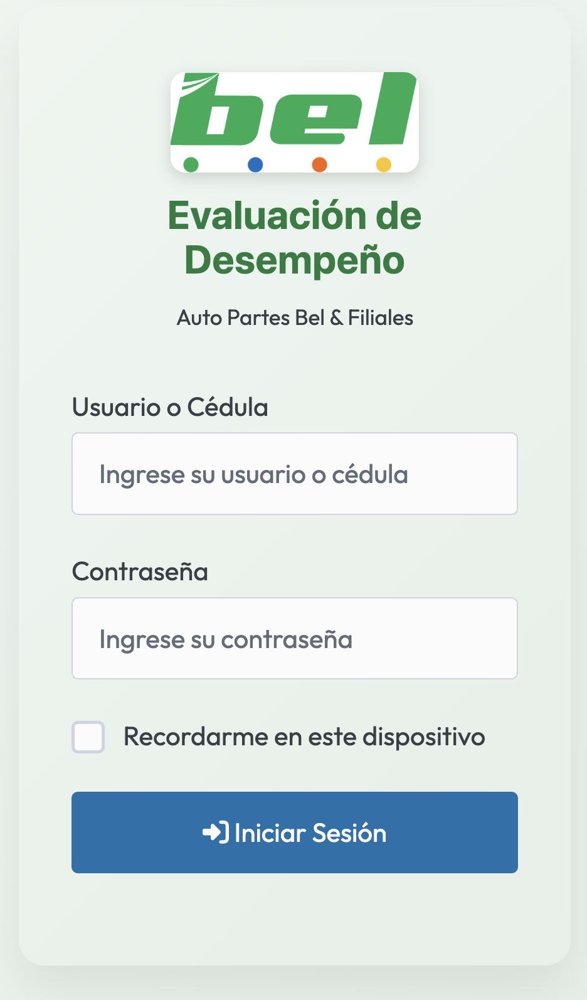 bel
Evaluación de
Desempeño
Auto Partes Bel & Filiales
Usuario o Cédula
Ingrese su usuario o cédula
Contraseña
Ingrese su contraseña
Recordarme en este dispositivo
Iniciar Sesión